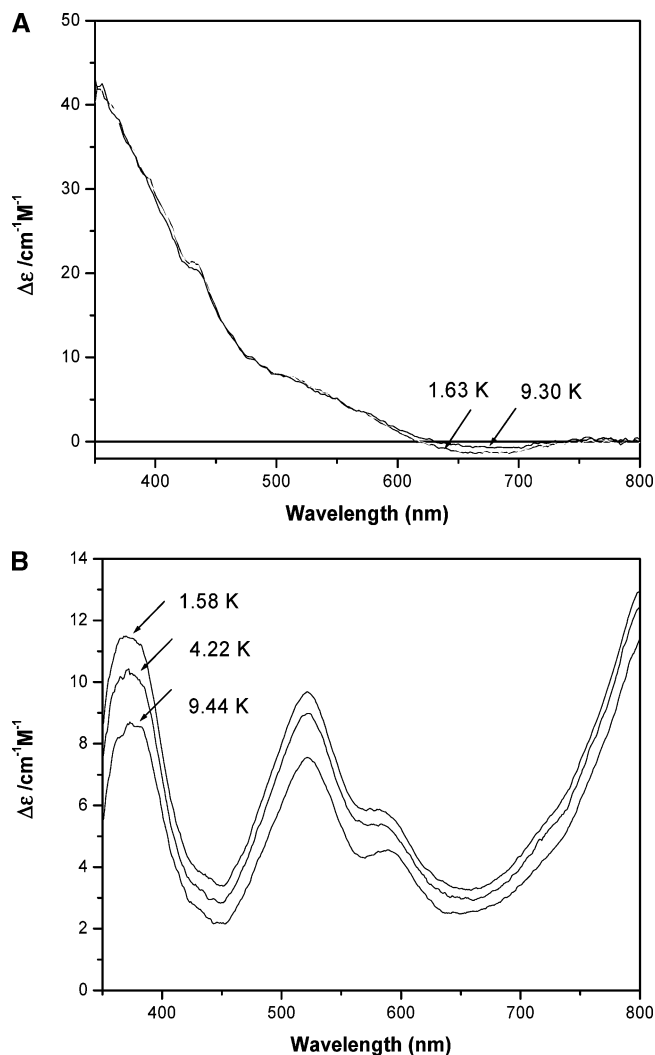 A
50
40
30
20
10
0
Δε /cm⁻¹M⁻¹
1.63 K
9.30 K
400 500 600 700 800
Wavelength (nm)
B
14
12
10
8
6
4
2
0
Δε /cm⁻¹M⁻¹
1.58 K
4.22 K
9.44 K
400 500 600 700 800
Wavelength (nm)